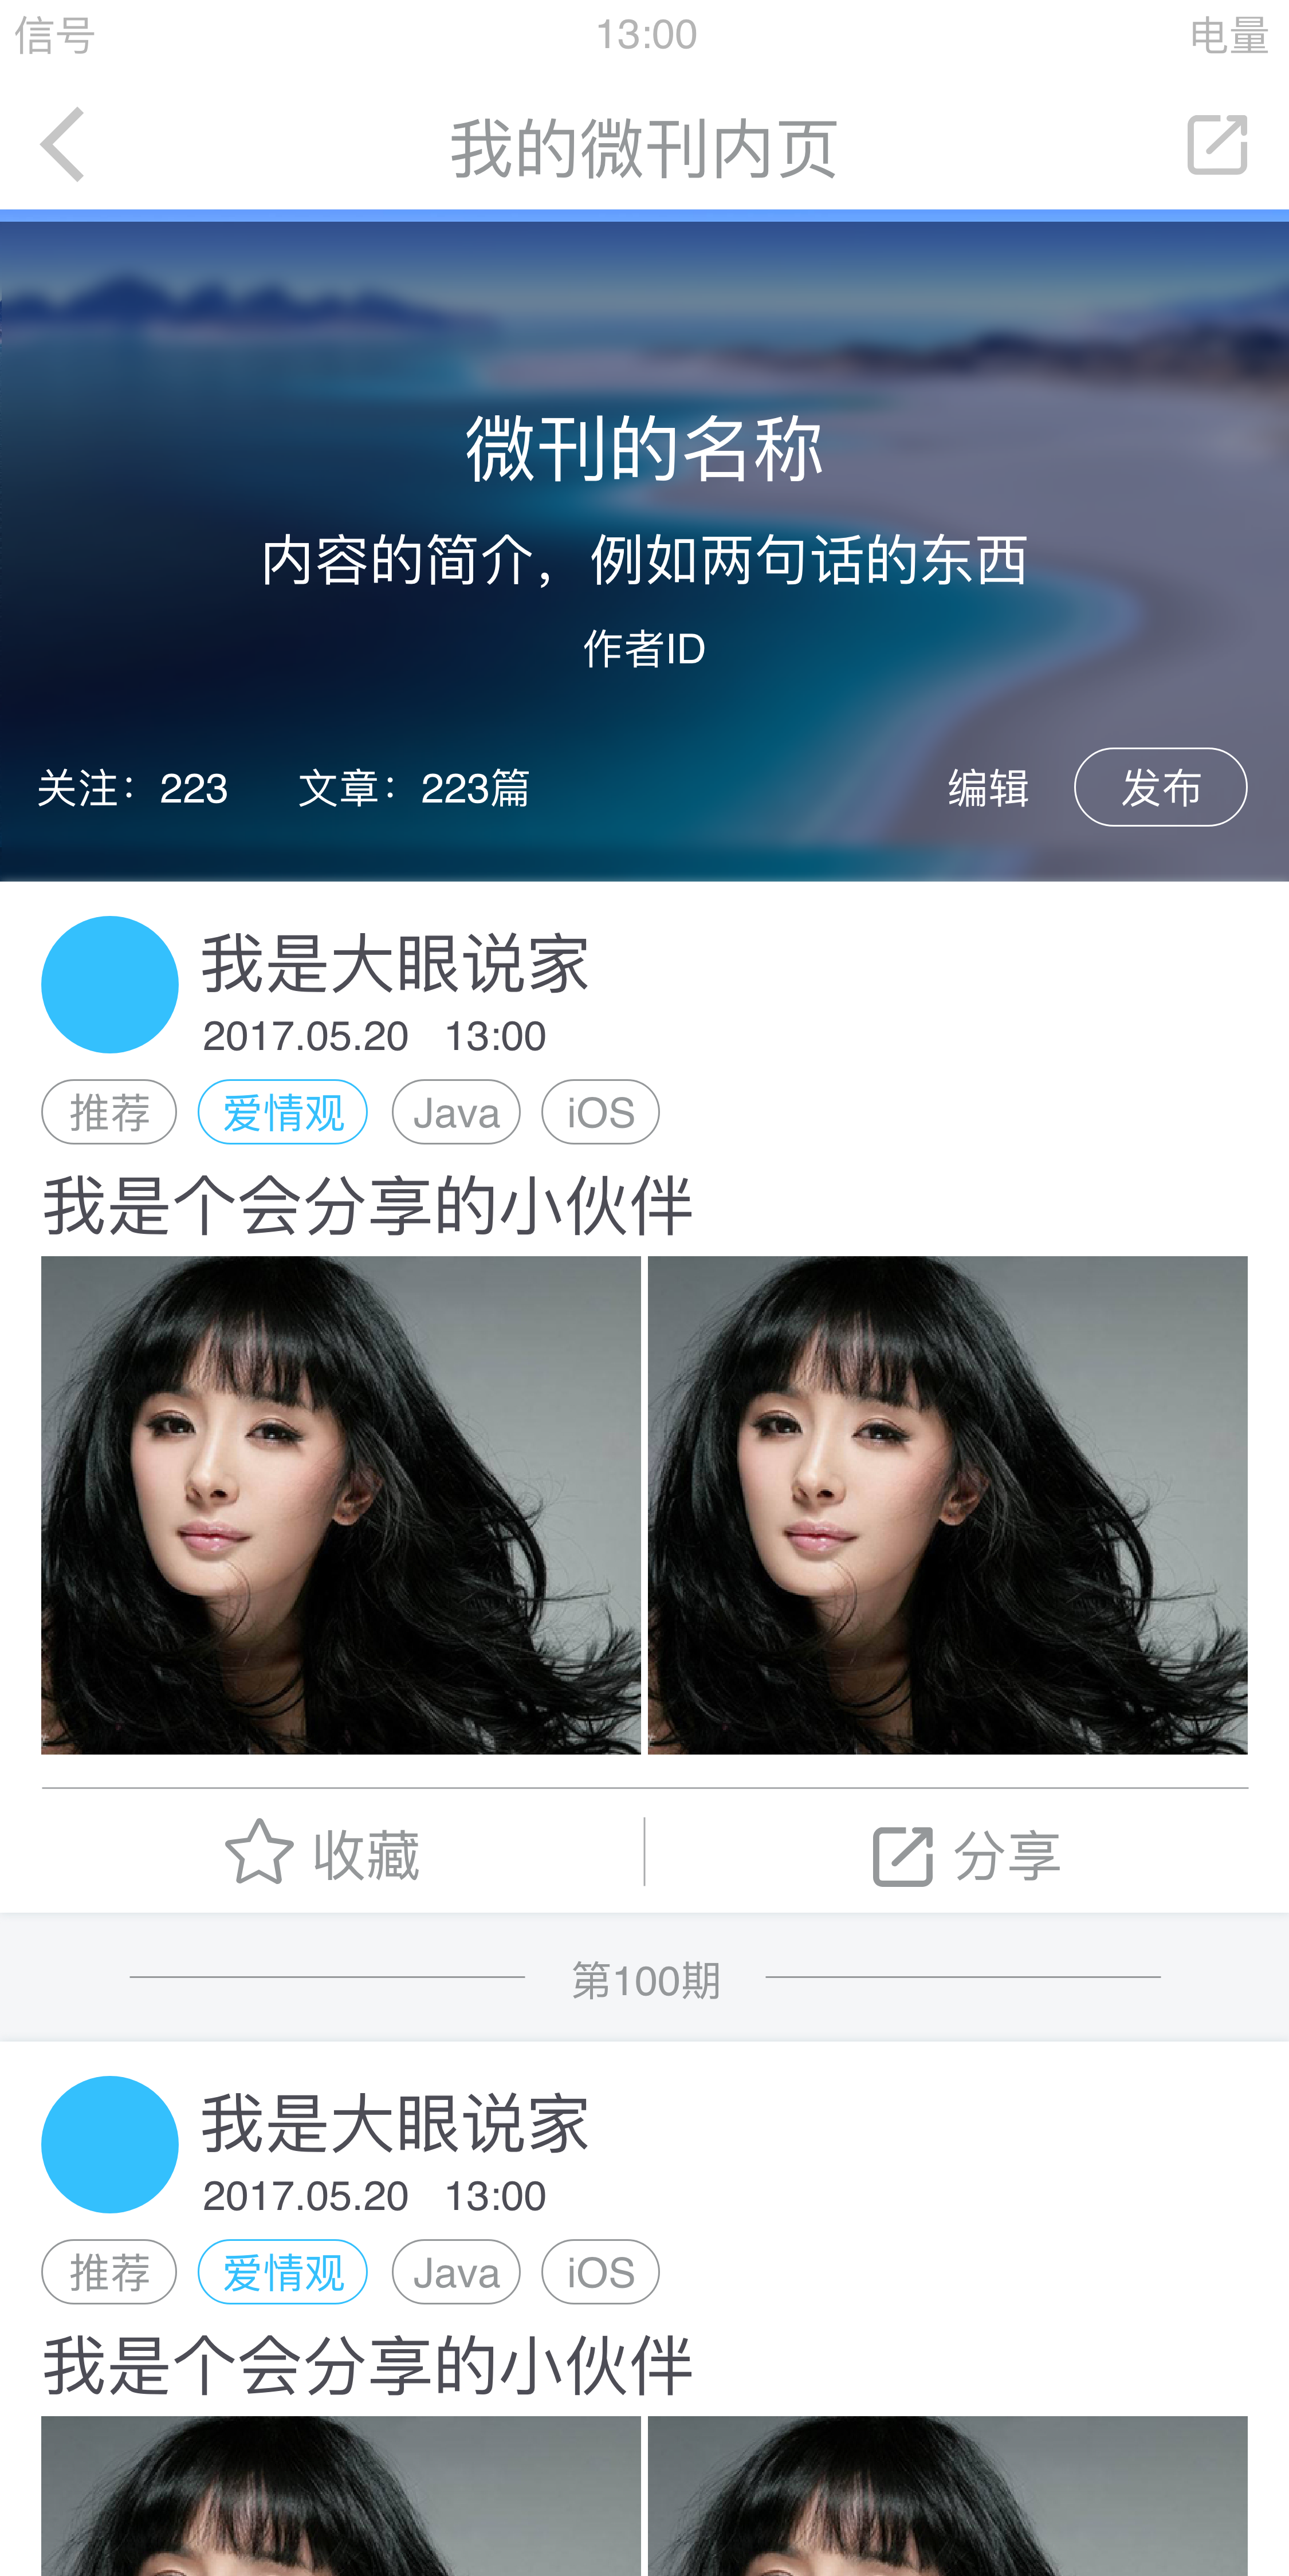 信号 13:00 电量
我的微刊内页
微刊的名称
内容的简介，例如两句话的东西
作者ID
关注：223 文章：223篇 编辑 发布
我是大眼说家
2017.05.20 13:00
推荐 爱情观 Java iOS
我是个会分享的小伙伴
收藏 分享
第100期
我是大眼说家
2017.05.20 13:00
推荐 爱情观 Java iOS
我是个会分享的小伙伴